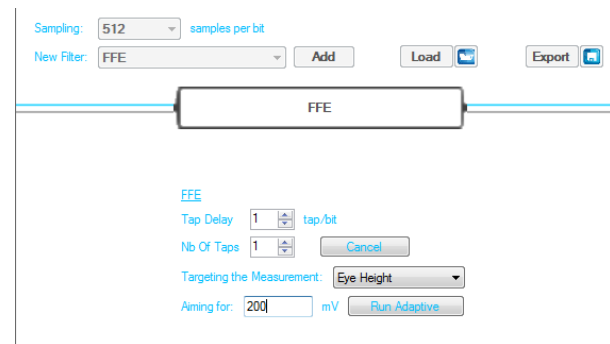 Sampling: 512 samples per bit
New Filter: FFE Add Load Export
FFE
FFE
Tap Delay 1 tap/bit
Nb Of Taps 1 Cancel
Targeting the Measurement: Eye Height
Aiming for: 200 mV Run Adaptive